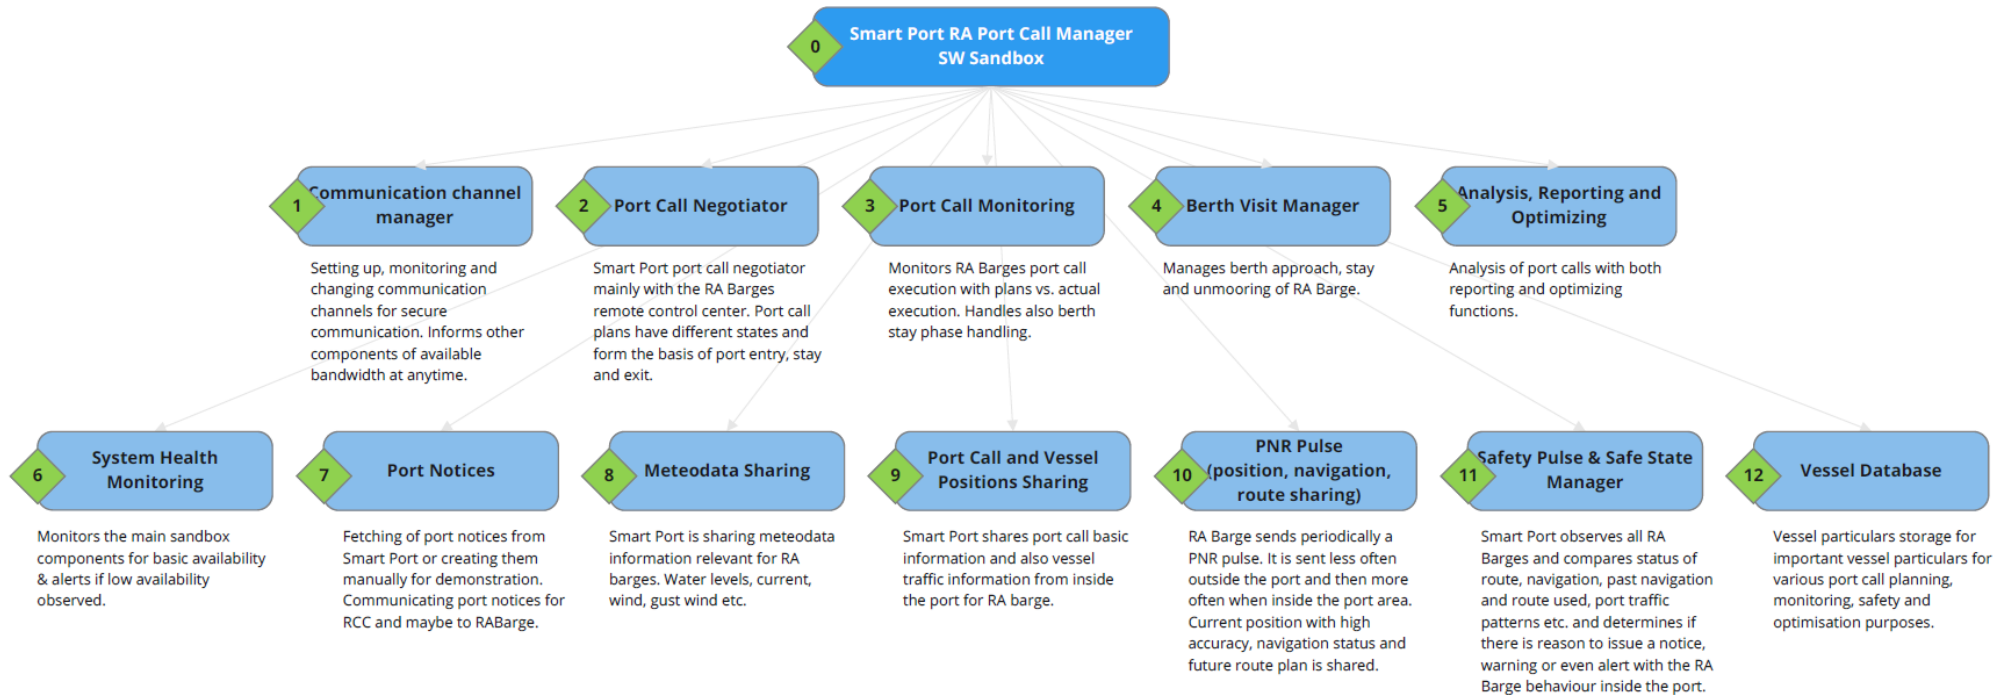 0
Smart Port RA Port Call Manager
SW Sandbox
1
Communication channel
manager
Setting up, monitoring and
changing communication
channels for secure
communication. Informs other
components of available
bandwidth at anytime.
2
Port Call Negotiator
Smart Port port call negotiator
mainly with the RA Barges
remote control center. Port call
plans have different states and
form the basis of port entry, stay
and exit.
3
Port Call Monitoring
Monitors RA Barges port call
execution with plans vs. actual
execution. Handles also berth
stay phase handling.
4
Berth Visit Manager
Manages berth approach, stay
and unmooring of RA Barge.
5
Analysis, Reporting and
Optimizing
Analysis of port calls with both
reporting and optimizing
functions.
6
System Health
Monitoring
Monitors the main sandbox
components for basic availability
& alerts if low availability
observed.
7
Port Notices
Fetching of port notices from
Smart Port or creating them
manually for demonstration.
Communicating port notices for
RCC and maybe to RABarge.
8
Meteodata Sharing
Smart Port is sharing meteodata
information relevant for RA
barges. Water levels, current,
wind, gust wind etc.
9
Port Call and Vessel
Positions Sharing
Smart Port shares port call basic
information and also vessel
traffic information from inside
the port for RA barge.
10
PNR Pulse
(position, navigation,
route sharing)
RA Barge sends periodically a
PNR pulse. It is sent less often
outside the port and then more
often when inside the port area.
Current position with high
accuracy, navigation status and
future route plan is shared.
11
Safety Pulse & Safe State
Manager
Smart Port observes all RA
Barges and compares status of
route, navigation, past navigation
and route used, port traffic
patterns etc. and determines if
there is reason to issue a notice,
warning or even alert with the RA
Barge behaviour inside the port.
12
Vessel Database
Vessel particulars storage for
important vessel particulars for
various port call planning,
monitoring, safety and
optimisation purposes.